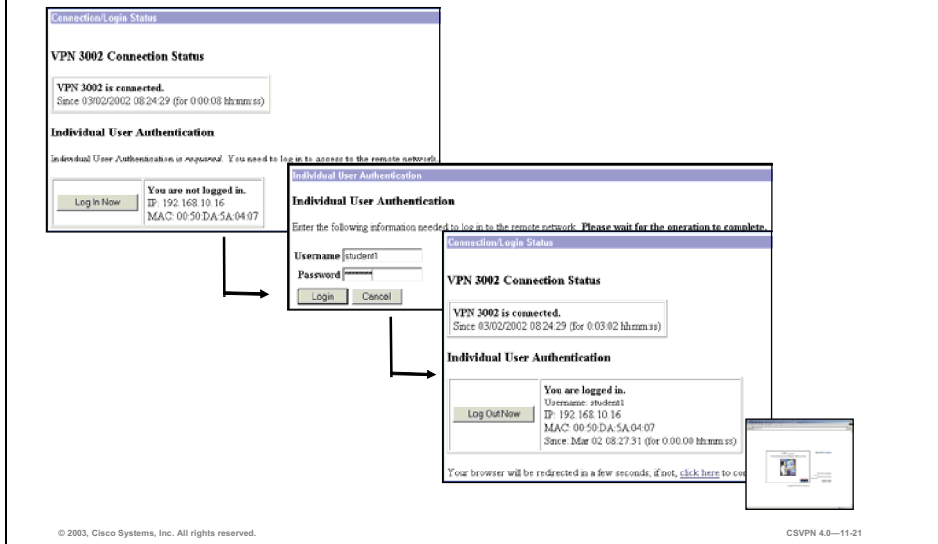 Connection/Login Status
VPN 3002 Connection Status
VPN 3002 is connected.
Since 03/02/2002 08:24:29 (for 0:00:08 hh:mm:ss)
Individual User Authentication
Individual User Authentication is required. You need to log in to access to the remote network.
Log In Now
You are not logged in.
IP: 192.168.10.16
MAC: 00:50:DA:5A:04:07
Individual User Authentication
Individual User Authentication
Enter the following information needed to log in to the remote network. Please wait for the operation to complete.
Username student1
Password ********
Login Cancel
Connection/Login Status
VPN 3002 Connection Status
VPN 3002 is connected.
Since 03/02/2002 08:24:29 (for 0:03:02 hh:mm:ss)
Individual User Authentication
Log Out Now
You are logged in.
Username: student1
IP: 192.168.10.16
MAC: 00:50:DA:5A:04:07
Since: Mar 02 08:27:31 (for 0:00:00 hh:mm:ss)
Your browser will be redirected in a few seconds; if not, click here to co
© 2003, Cisco Systems, Inc. All rights reserved.
CSVPN 4.0—11-21